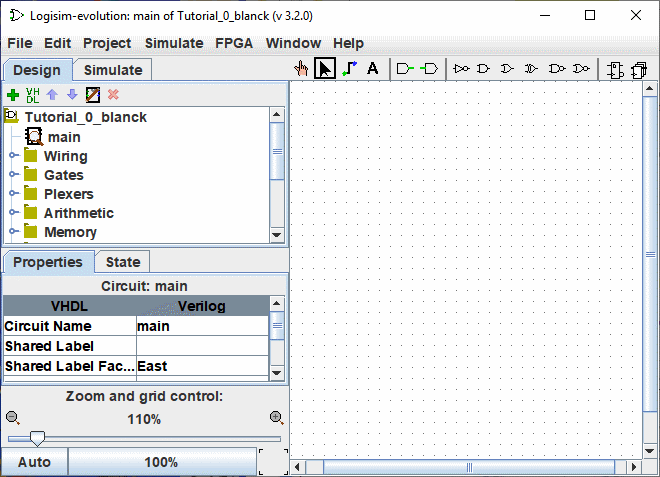 Logisim-evolution: main of Tutorial_0_blanck (v 3.2.0)
File Edit Project Simulate FPGA Window Help
Design Simulate
A
VH
DL
Tutorial_0_blanck
main
Wiring
Gates
Plexers
Arithmetic
Memory
Properties State
Circuit: main
VHDL Verilog
Circuit Name main
Shared Label
Shared Label Fac... East
Zoom and grid control:
110%
Auto 100%